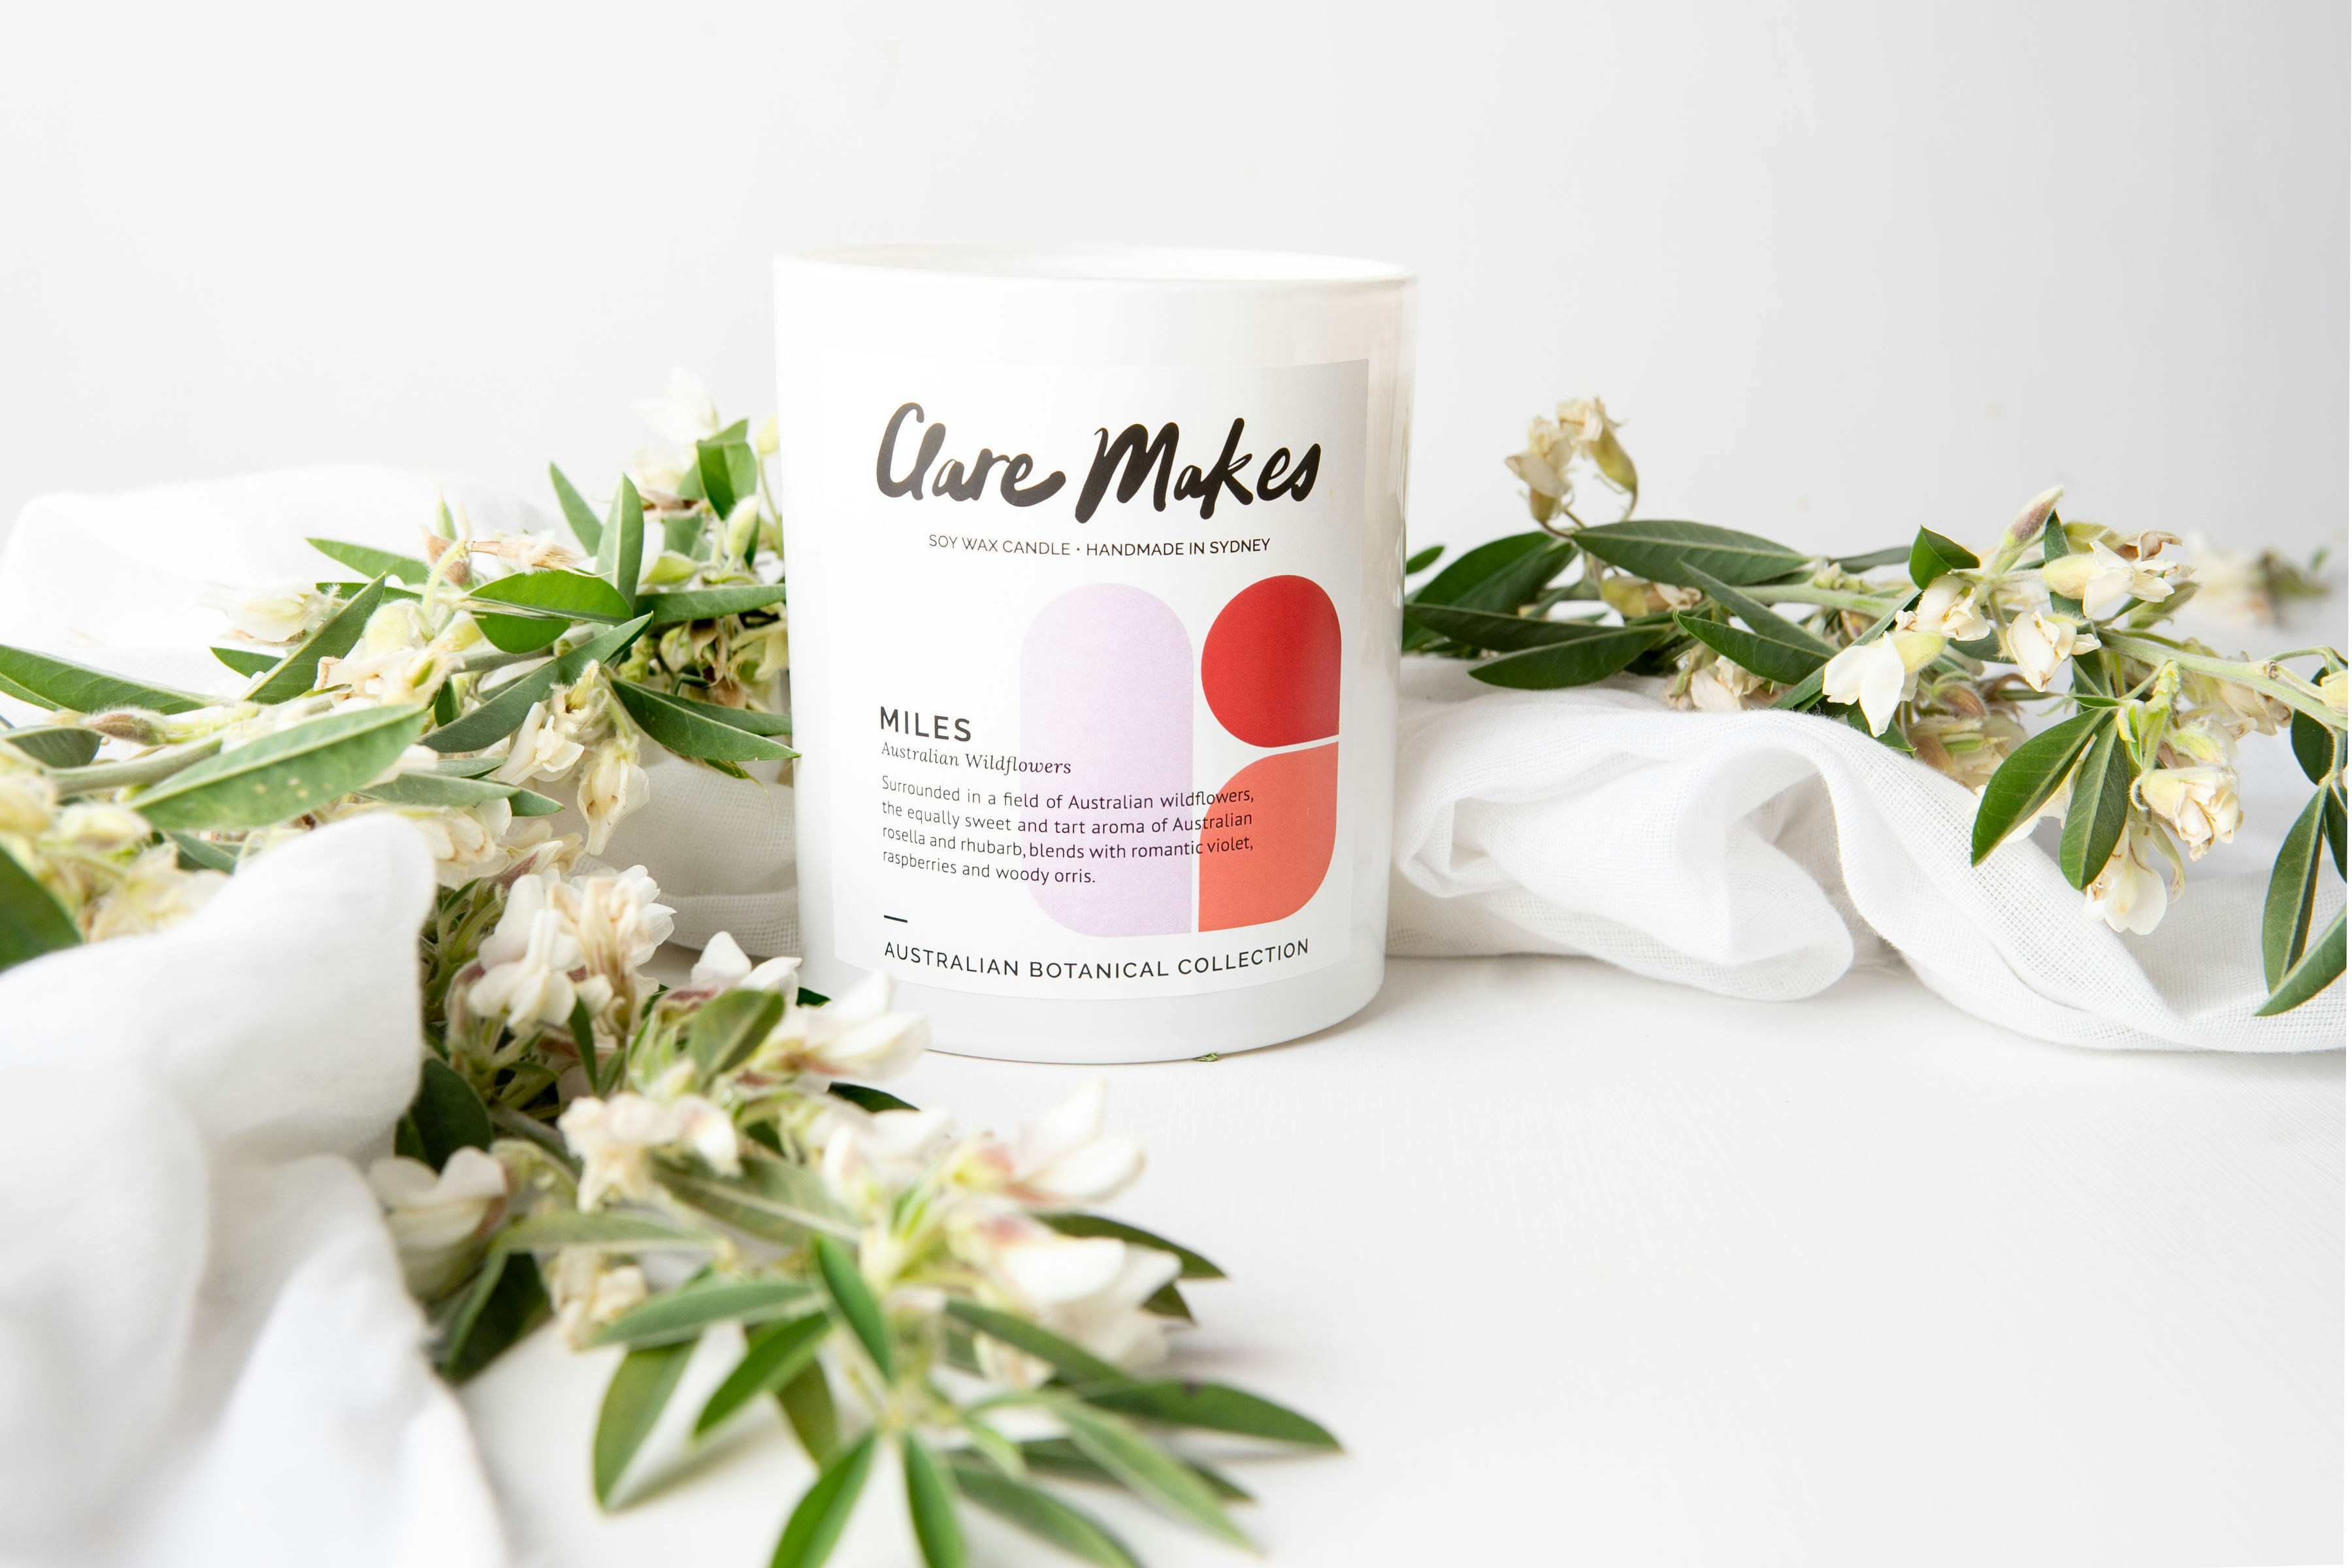 Clare Makes
SOY WAX CANDLE · HANDMADE IN SYDNEY
MILES
Australian Wildflowers
Surrounded in a field of Australian wildflowers,
the equally sweet and tart aroma of Australian
rosella and rhubarb, blends with romantic violet,
raspberries and woody orris.
AUSTRALIAN BOTANICAL COLLECTION